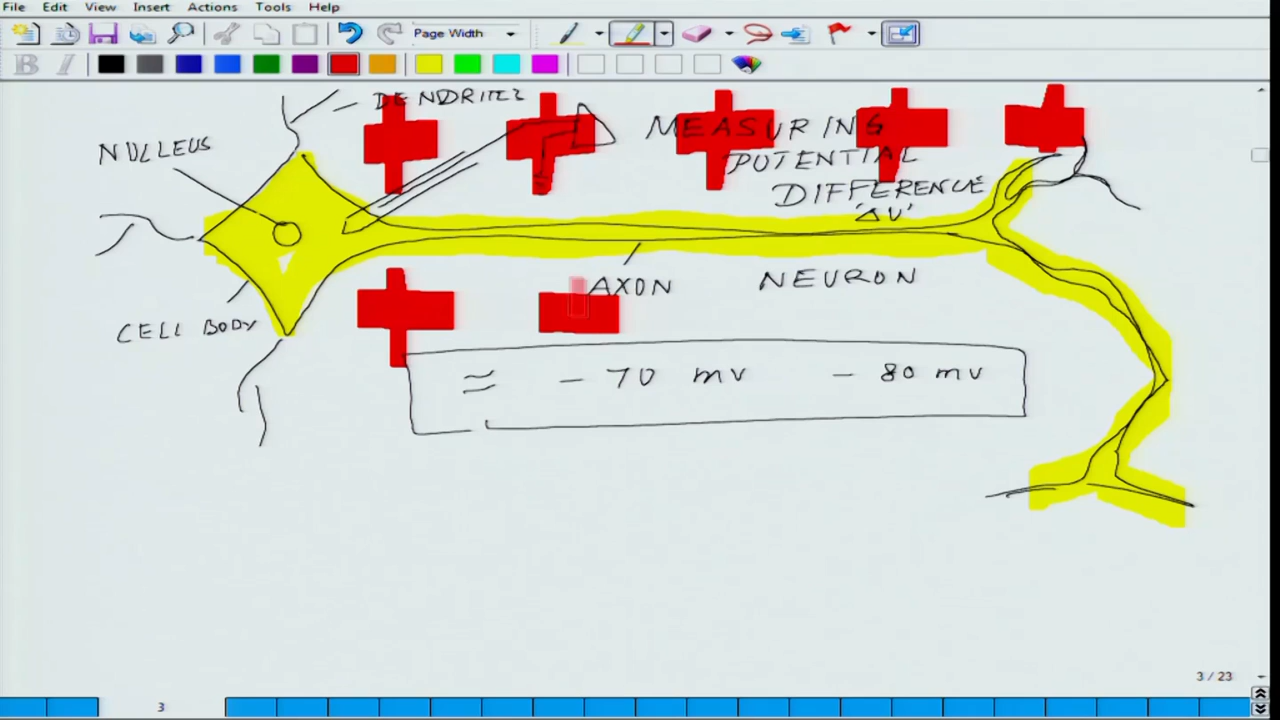 File Edit View Insert Actions Tools Help
Page Width
B I
DENDRITES
NUCLEUS
MEASURING
POTENTIAL
DIFFERENCE
'ΔV'
AXON
NEURON
CELL BODY
≈ - 70 mv - 80 mv
3 / 23
3